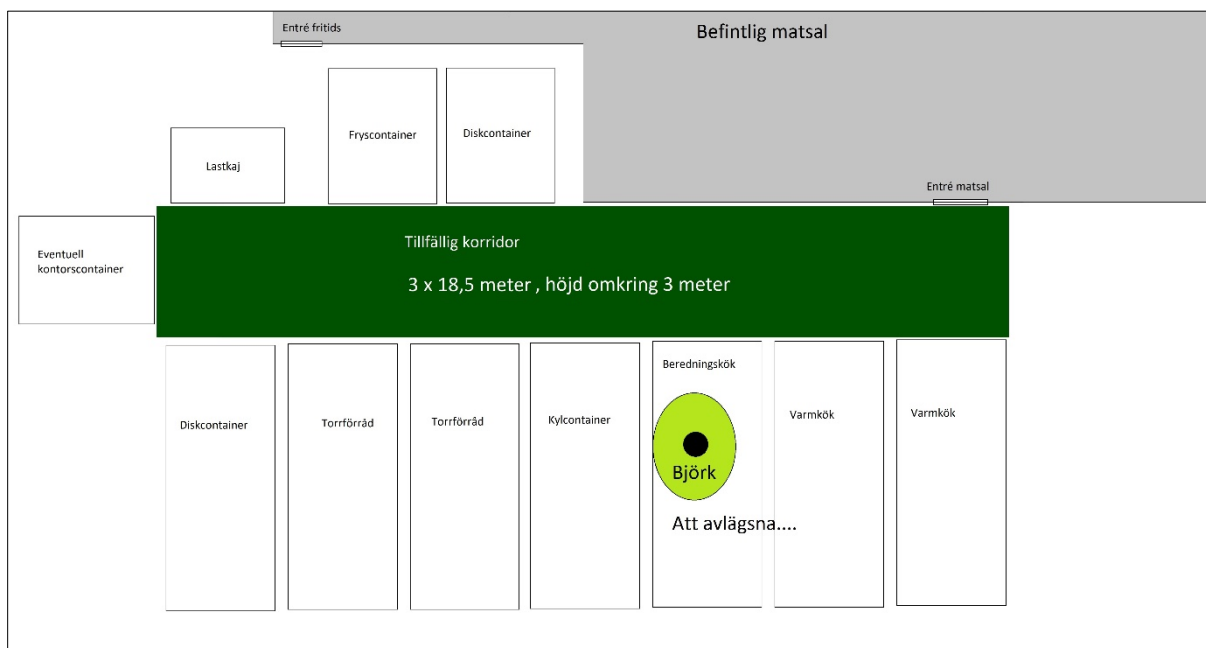 Entré fritids
Befintlig matsal
Fryscontainer
Diskcontainer
Lastkaj
Entré matsal
Eventuell
kontorscontainer
Tillfällig korridor
3 x 18,5 meter , höjd omkring 3 meter
Diskcontainer
Torrförråd
Torrförråd
Kylcontainer
Beredningskök
Varmkök
Varmkök
Björk
Att avlägsna....